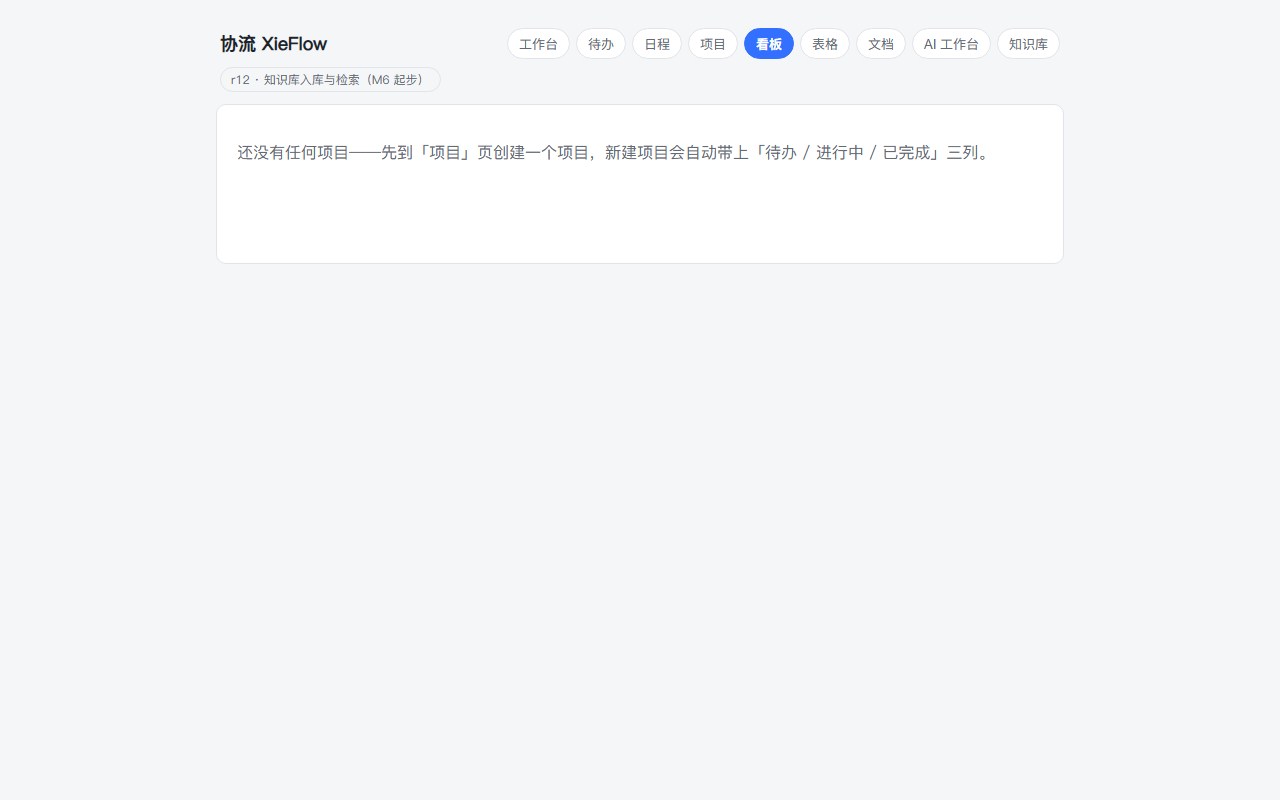 协流 XieFlow
工作台 待办 日程 项目 看板 表格 文档 AI 工作台 知识库
r12 · 知识库入库与检索（M6 起步）
还没有任何项目——先到「项目」页创建一个项目，新建项目会自动带上「待办 / 进行中 / 已完成」三列。